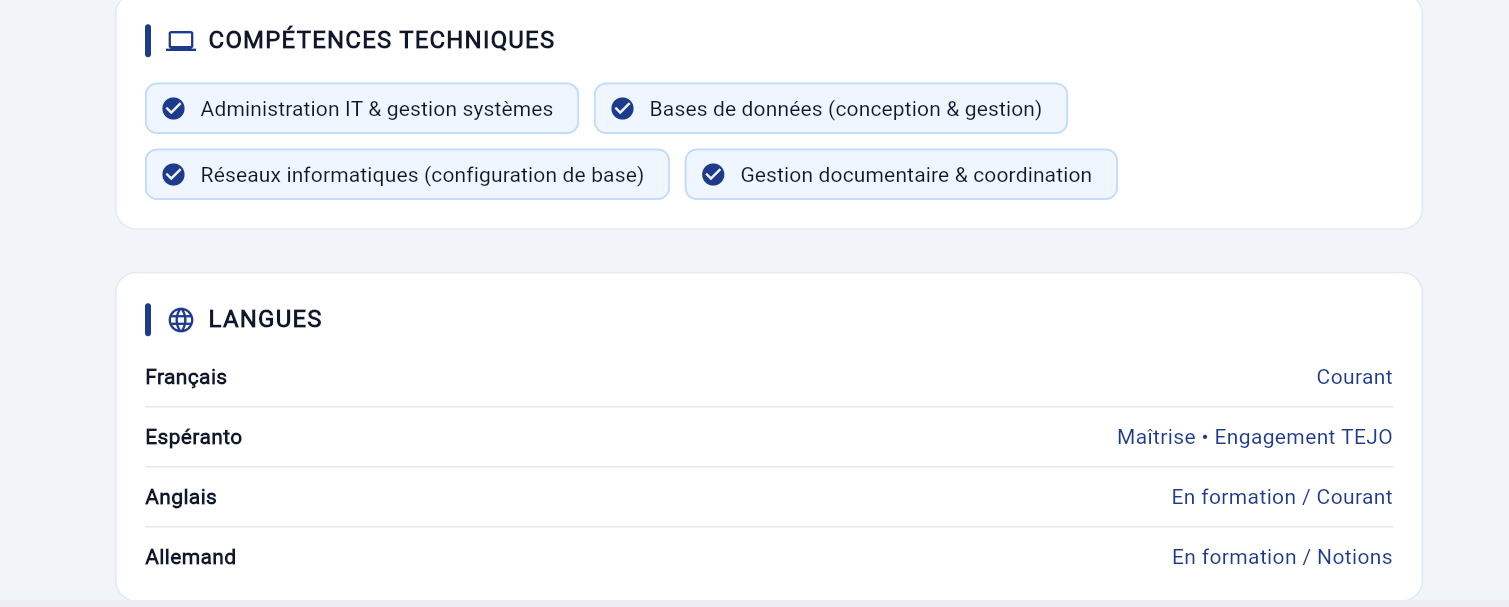 COMPÉTENCES TECHNIQUES
Administration IT & gestion systèmes
Bases de données (conception & gestion)
Réseaux informatiques (configuration de base)
Gestion documentaire & coordination
LANGUES
Français Courant
Espéranto Maîtrise • Engagement TEJO
Anglais En formation / Courant
Allemand En formation / Notions